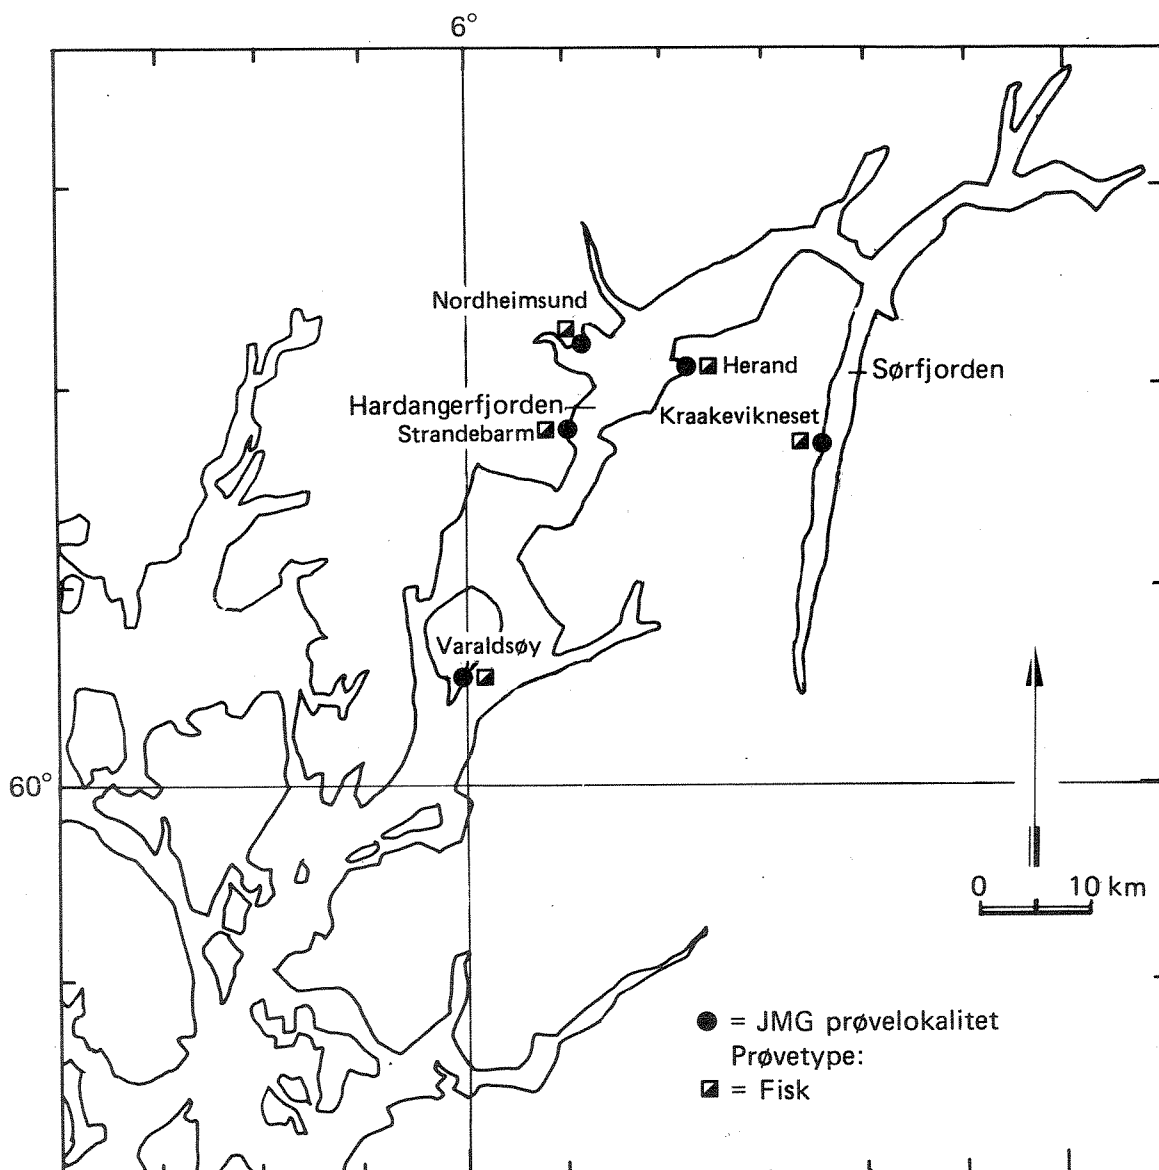 6°
Nordheimsund
Herand
Sørfjorden
Hardangerfjorden
Kraakevikneset
Strandebarm
Varaldsøy
60°
0 10 km
● = JMG prøvelokalitet
Prøvetype:
= Fisk